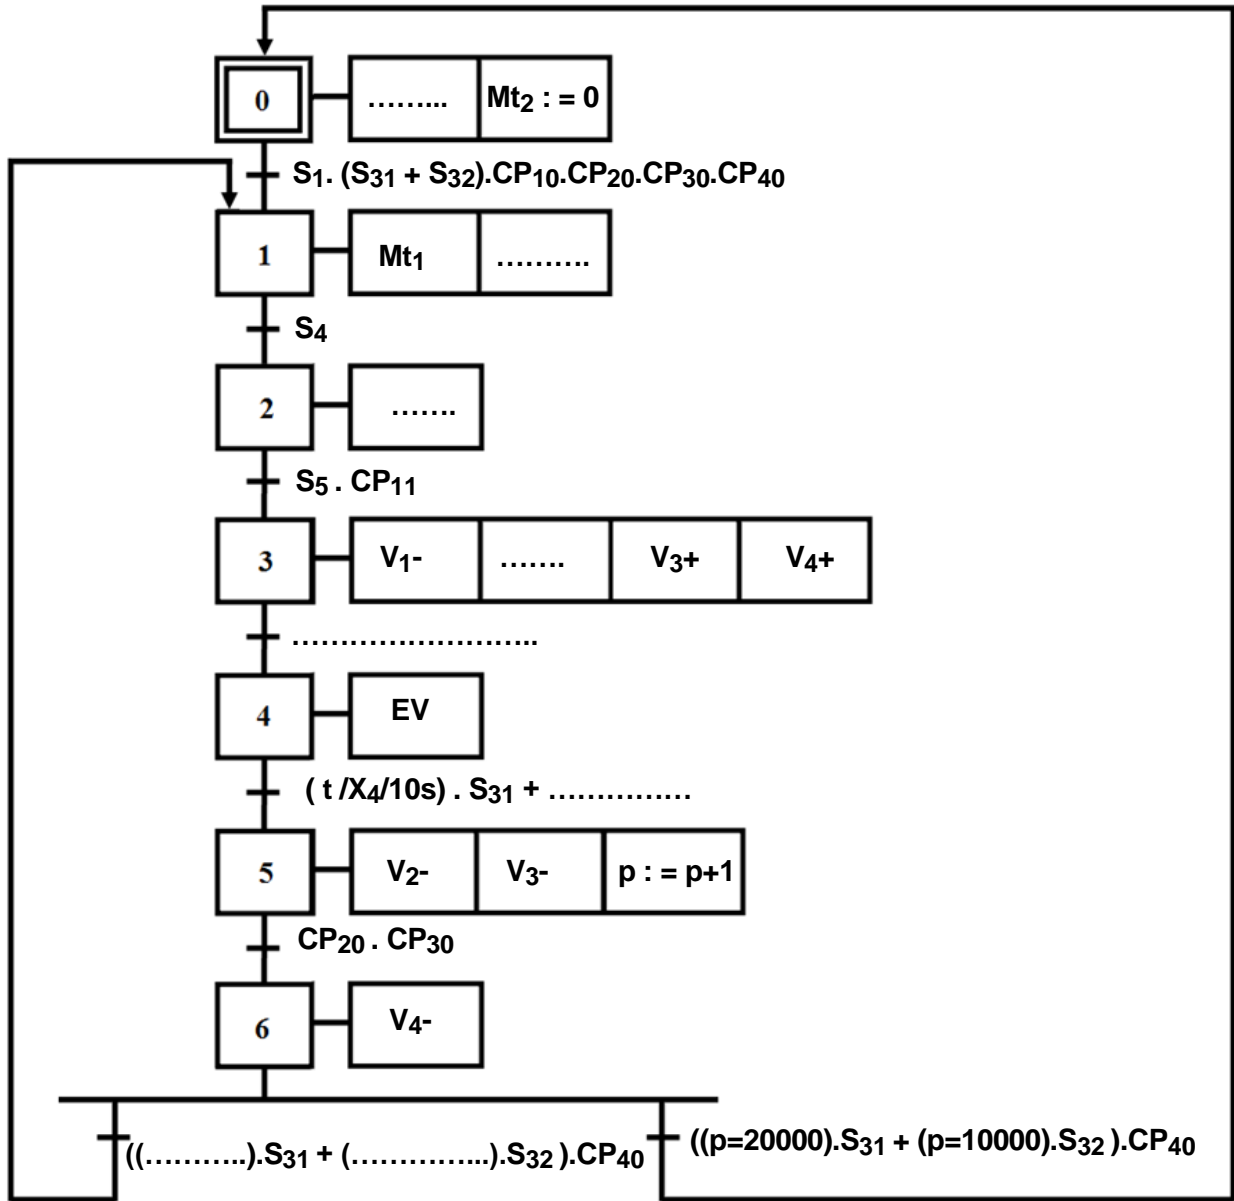 0 ……... Mt₂ : = 0
S₁. (S₃₁ + S₃₂).CP₁₀.CP₂₀.CP₃₀.CP₄₀
1 Mt₁ ……….
S₄
2 …….
S₅ . CP₁₁
3 V₁- ……. V₃+ V₄+
……………………..
4 EV
( t /X₄/10s) . S₃₁ + ……………
5 V₂- V₃- p : = p+1
CP₂₀ . CP₃₀
6 V₄-
((………..).S₃₁ + (…………...).S₃₂ ).CP₄₀
((p=20000).S₃₁ + (p=10000).S₃₂ ).CP₄₀